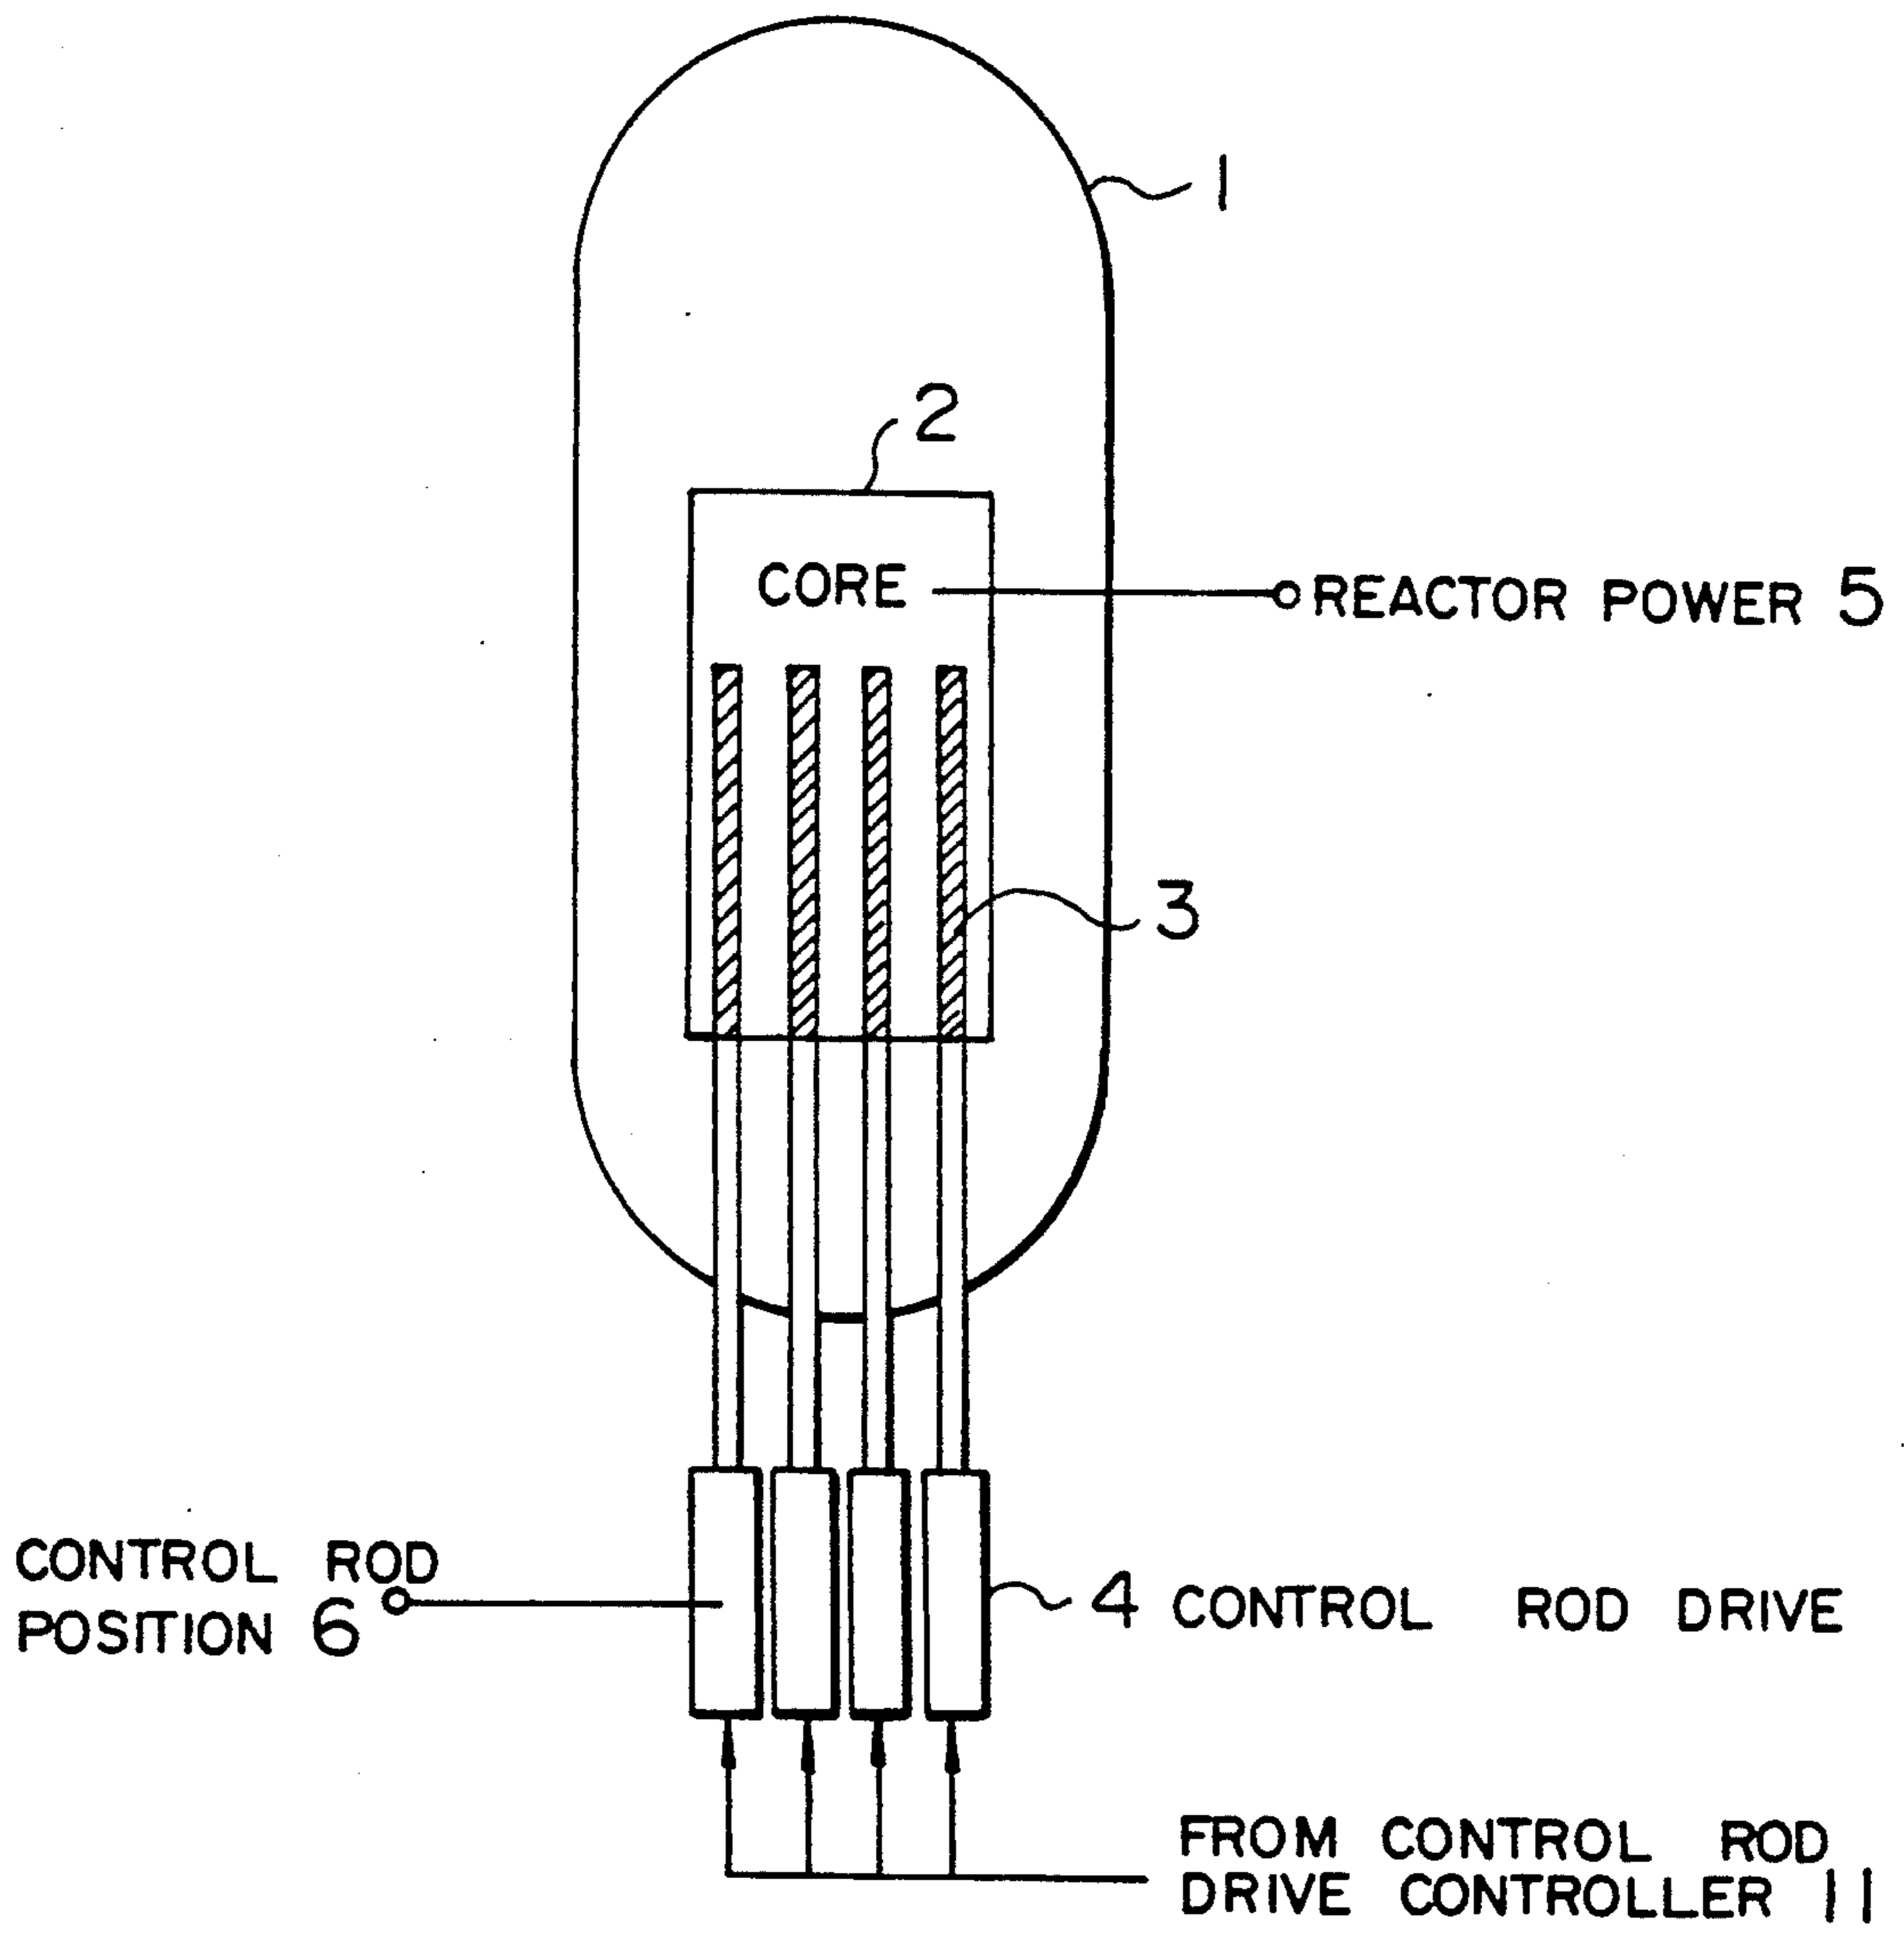 1
2
CORE
REACTOR POWER 5
3
CONTROL ROD
POSITION 6
4 CONTROL ROD DRIVE
FROM CONTROL ROD
DRIVE CONTROLLER 11